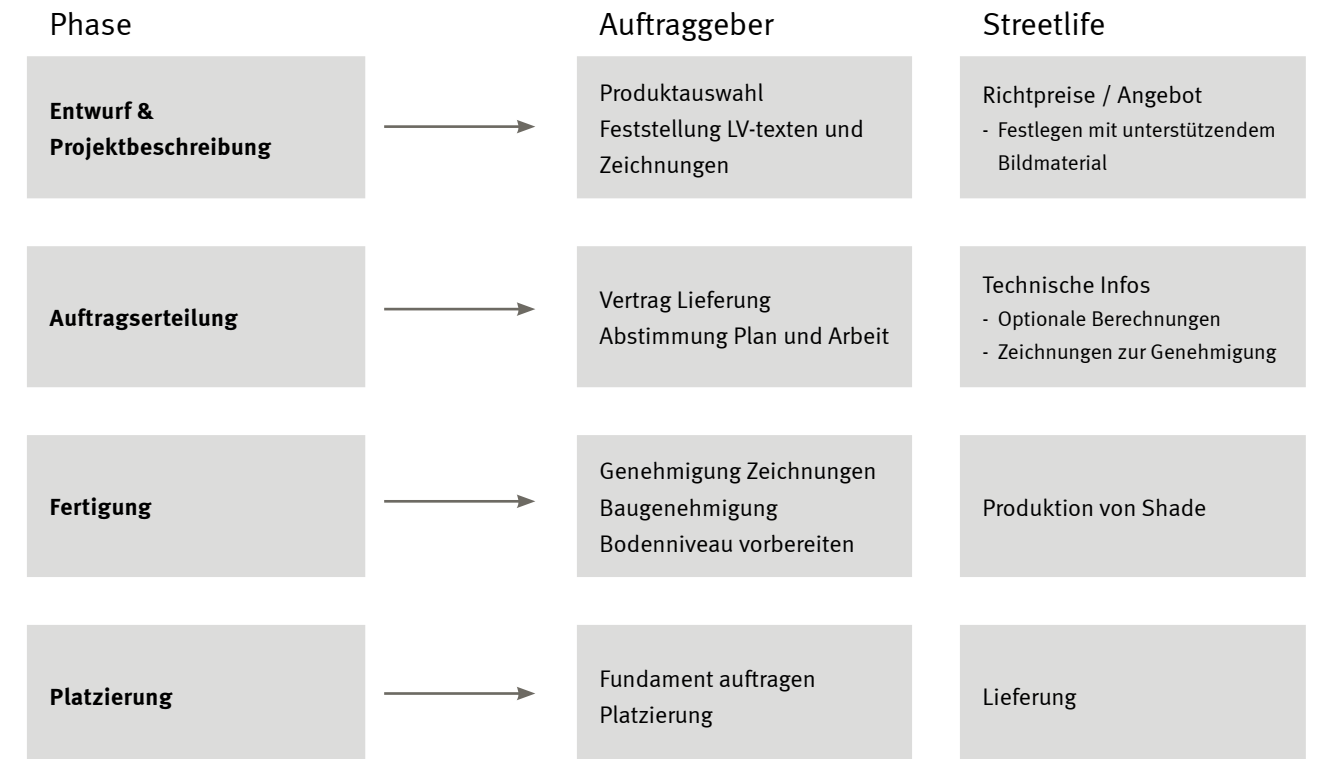 Phase
Auftraggeber
Streetlife
Entwurf &
Projektbeschreibung
Produktauswahl
Feststellung LV-texten und
Zeichnungen
Richtpreise / Angebot
- Festlegen mit unterstützendem
Bildmaterial
Auftragserteilung
Vertrag Lieferung
Abstimmung Plan und Arbeit
Technische Infos
- Optionale Berechnungen
- Zeichnungen zur Genehmigung
Fertigung
Genehmigung Zeichnungen
Baugenehmigung
Bodenniveau vorbereiten
Produktion von Shade
Platzierung
Fundament auftragen
Platzierung
Lieferung